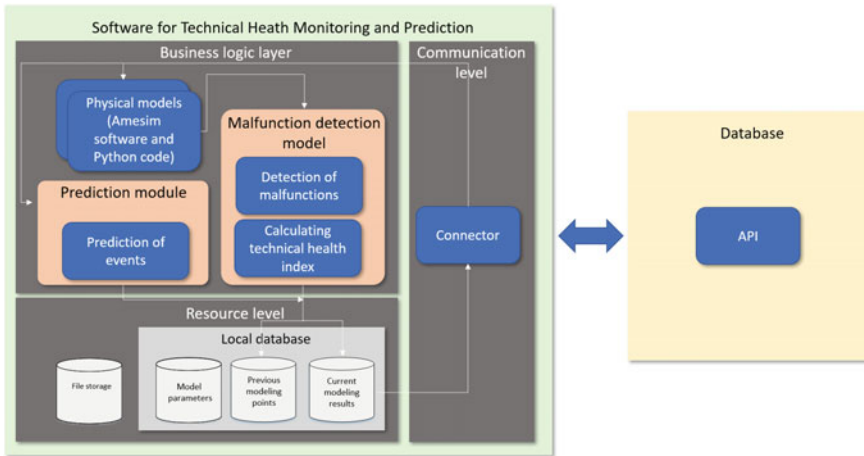 Software for Technical Heath Monitoring and Prediction
Business logic layer
Communication
level
Physical models
(Amesim
software and
Python code)
Malfunction detection
model
Detection of
malfunctions
Calculating
technical health
index
Prediction module
Prediction of
events
Connector
Database
API
Resource level
Local database
File storage
Model
parameters
Previous
modeling
points
Current
modeling
results